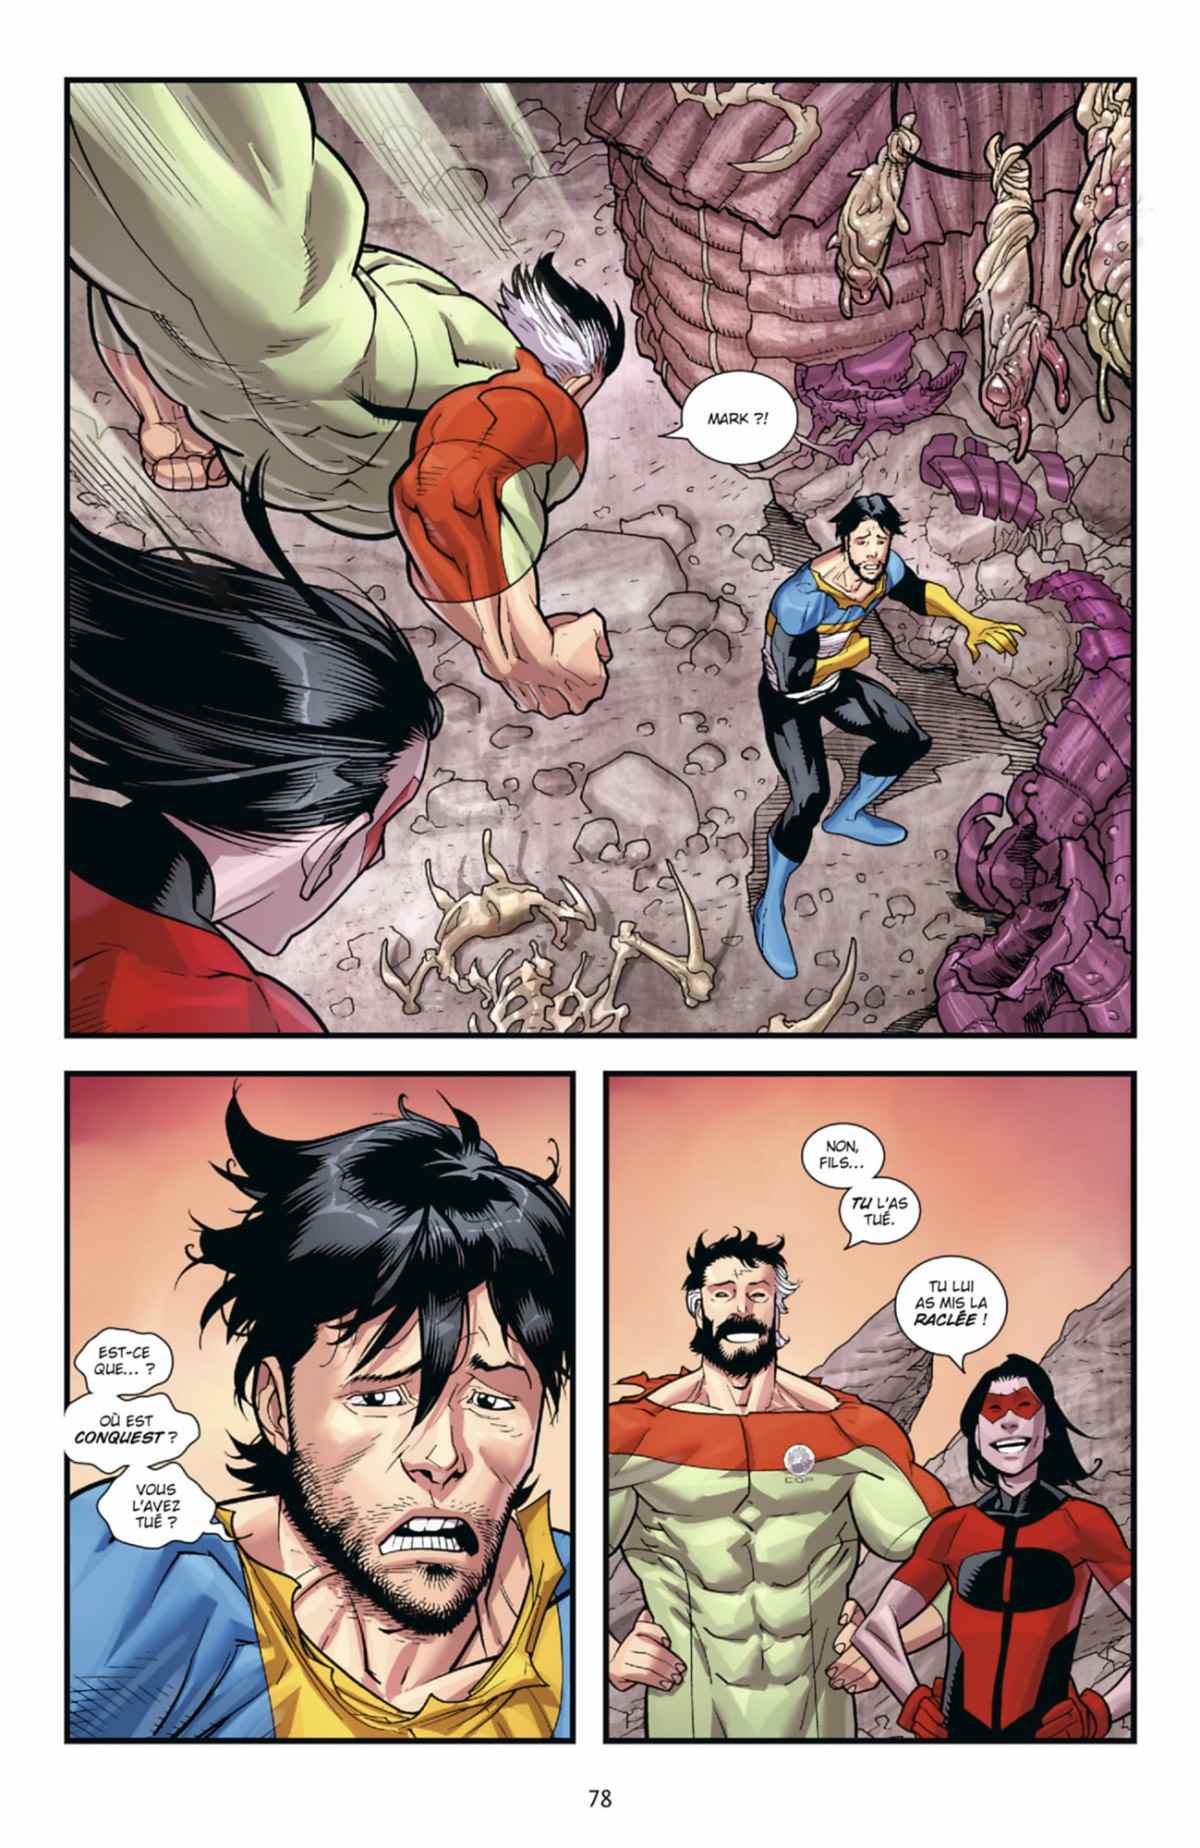 MARK ?!
EST-CE
QUE... ?
OÙ EST
CONQUEST ?
VOUS
L'AVEZ
TUÉ ?
NON,
FILS...
TU L'AS
TUÉ.
TU LUI
AS MIS LA
RACLÉE !
78